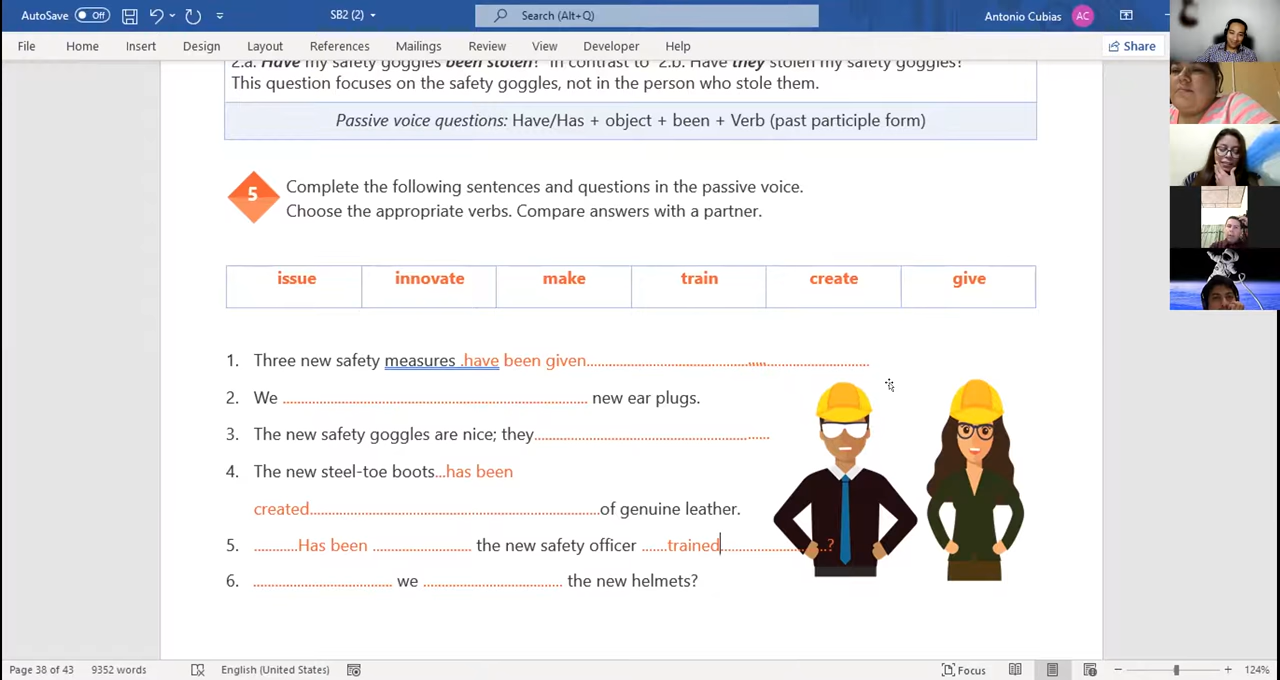 AutoSave Off SB2 (2) Search (Alt+Q) Antonio Cubias AC
File Home Insert Design Layout References Mailings Review View Developer Help Share
2.a. Have my safety goggles been stolen? In contrast to 2.b. Have they stolen my safety goggles?
This question focuses on the safety goggles, not in the person who stole them.
Passive voice questions: Have/Has + object + been + Verb (past participle form)
5
Complete the following sentences and questions in the passive voice.
Choose the appropriate verbs. Compare answers with a partner.
issue innovate make train create give
1. Three new safety measures .have been given..........................................................................
2. We ............................................................................ new ear plugs.
3. The new safety goggles are nice; they...........................................................
4. The new steel-toe boots...has been
created.........................................................................of genuine leather.
5. ...........Has been ......................... the new safety officer .......trained...........................?
6. ................................... we ................................... the new helmets?
Page 38 of 43 9352 words English (United States) Focus 124%